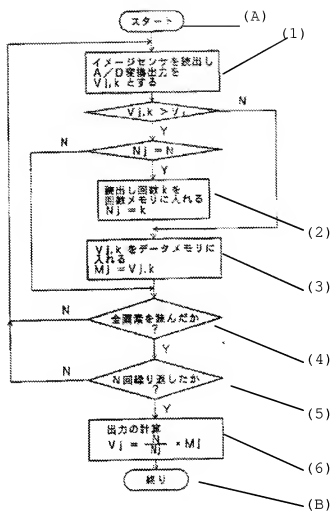 スタート
(A)
イメージセンサを読出し
A/D変換出力を
Vj,kとする
(1)
Vj,k >
N
Y
Nj = N
N
Y
読出し回数kを
回数メモリに入れる
Nj = k
(2)
Vj,kをデータメモリに
入れる
Mj = Vj,k
(3)
全画素を読んだか
?
N
(4)
Y
N回繰り返したか
?
N
(5)
Y
出力の計算
Vj = N/Nj × Mj
(6)
終り
(B)